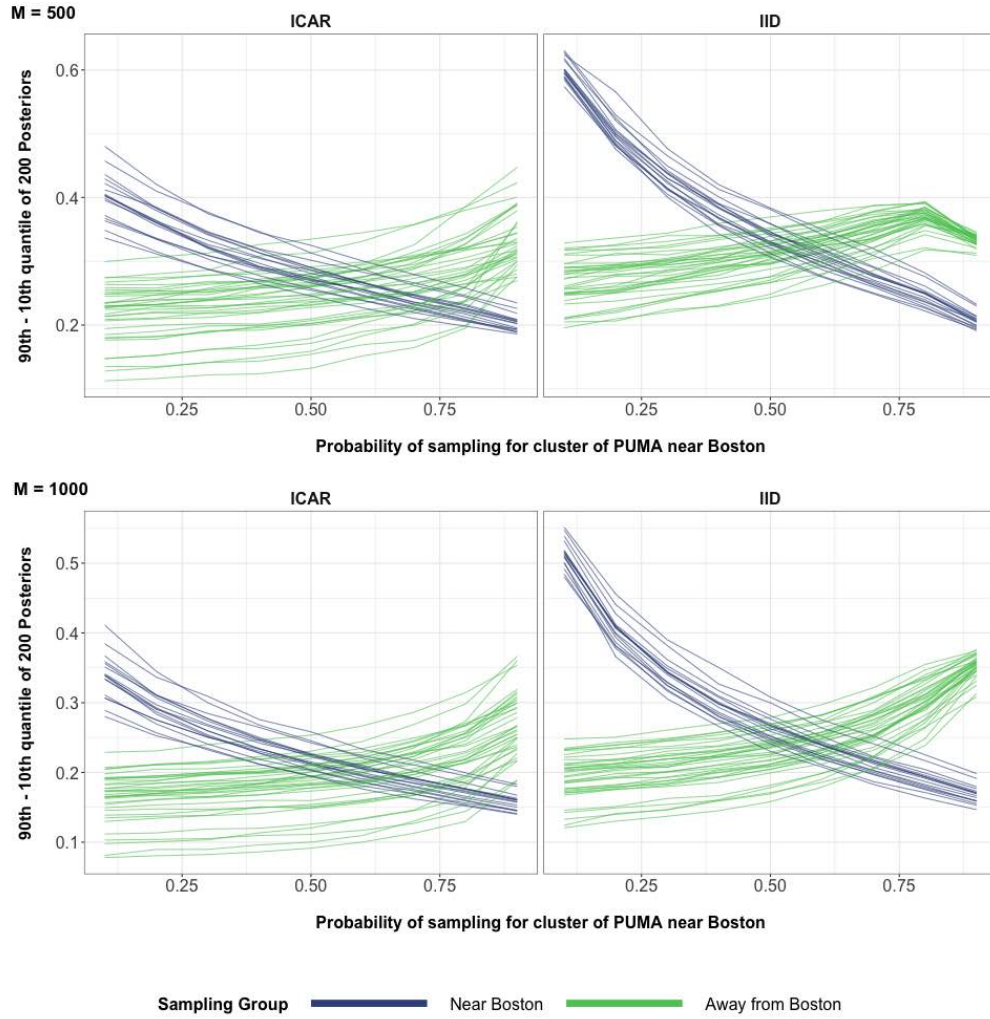 M = 500
ICAR
IID
90th - 10th quantile of 200 Posteriors
0.6
0.4
0.2
0.25
0.50
0.75
0.25
0.50
0.75
Probability of sampling for cluster of PUMA near Boston
M = 1000
ICAR
IID
90th - 10th quantile of 200 Posteriors
0.5
0.4
0.3
0.2
0.1
0.25
0.50
0.75
0.25
0.50
0.75
Probability of sampling for cluster of PUMA near Boston
Sampling Group Near Boston Away from Boston